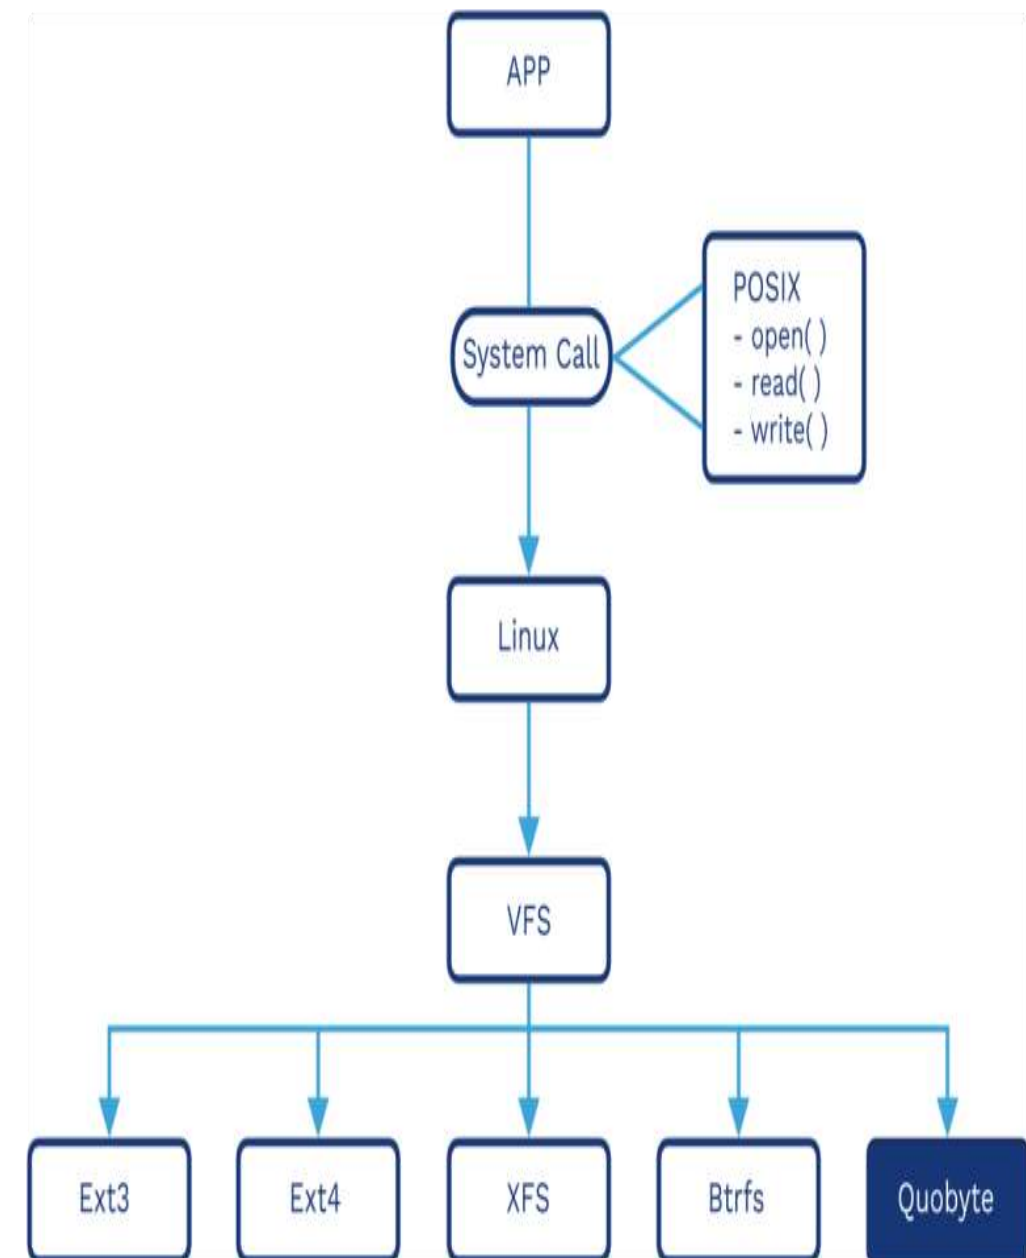 APP
System Call
POSIX
- open( )
- read( )
- write( )
Linux
VFS
Ext3
Ext4
XFS
Btrfs
Quobyte